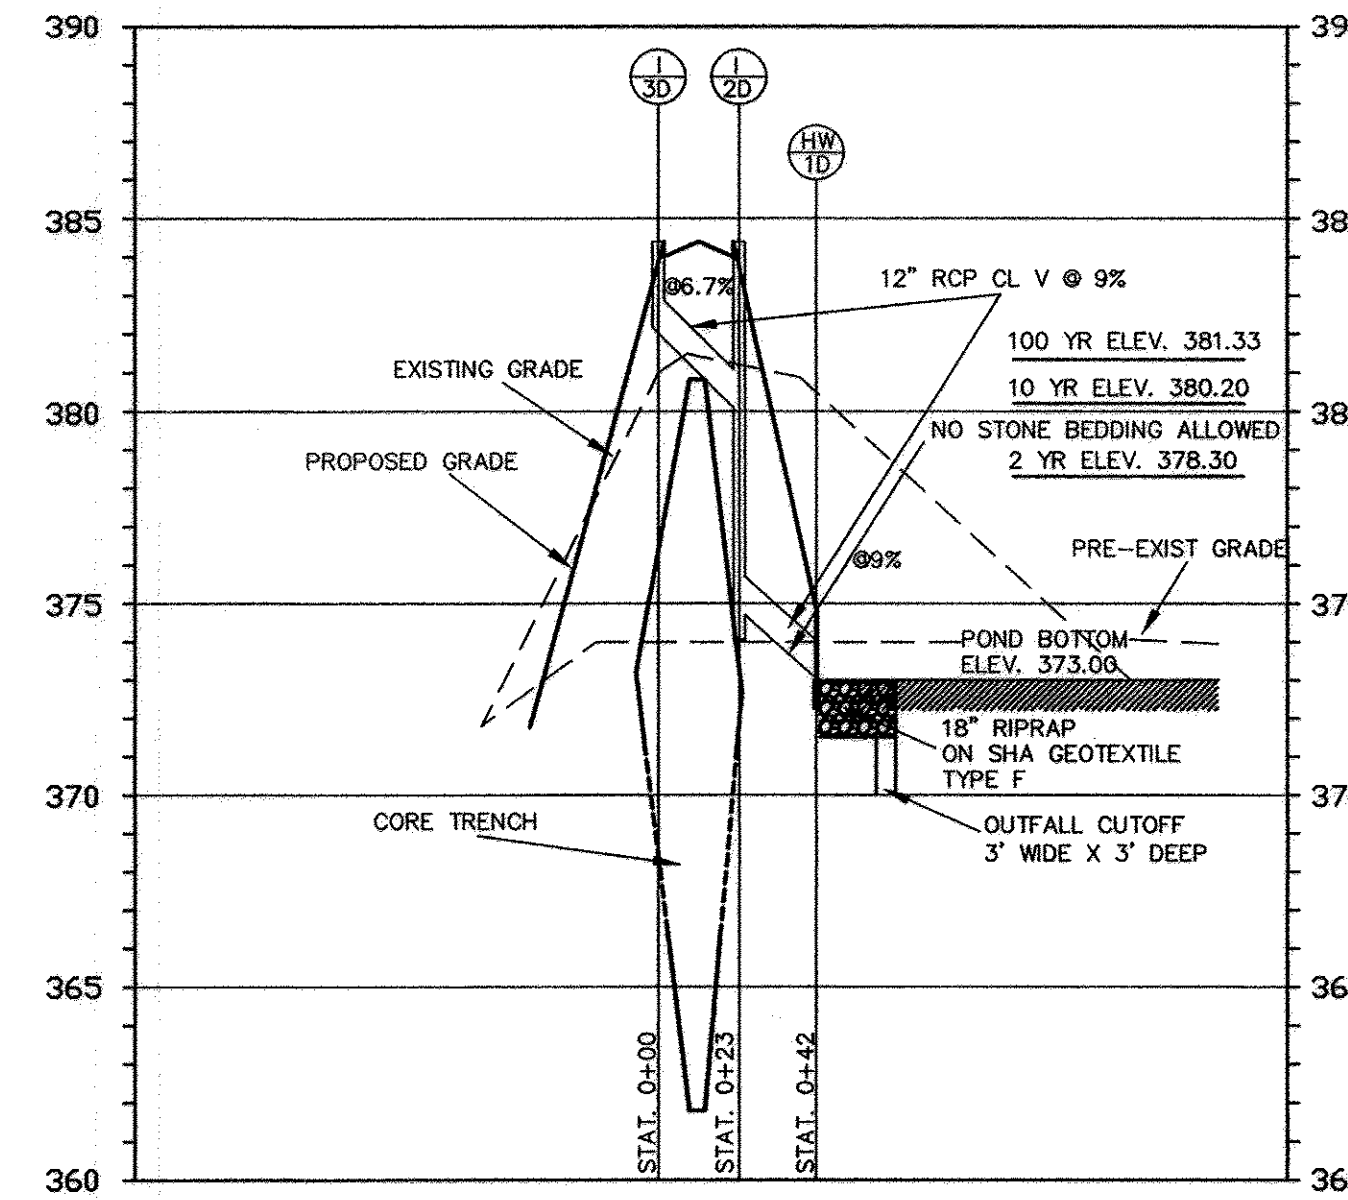 390
39
I
3D
I
2D
HW
1D
385
38
@6.7%
12" RCP CL V @ 9%
100 YR ELEV. 381.33
EXISTING GRADE
10 YR ELEV. 380.20
380
38
NO STONE BEDDING ALLOWED
PROPOSED GRADE
2 YR ELEV. 378.30
@9%
PRE-EXIST GRADE
375
37
POND BOTTOM
ELEV. 373.00
18" RIPRAP
ON SHA GEOTEXTILE
TYPE F
370
37
CORE TRENCH
OUTFALL CUTOFF
3' WIDE X 3' DEEP
365
36
STAT. 0+00
STAT. 0+23
STAT. 0+42
360
36